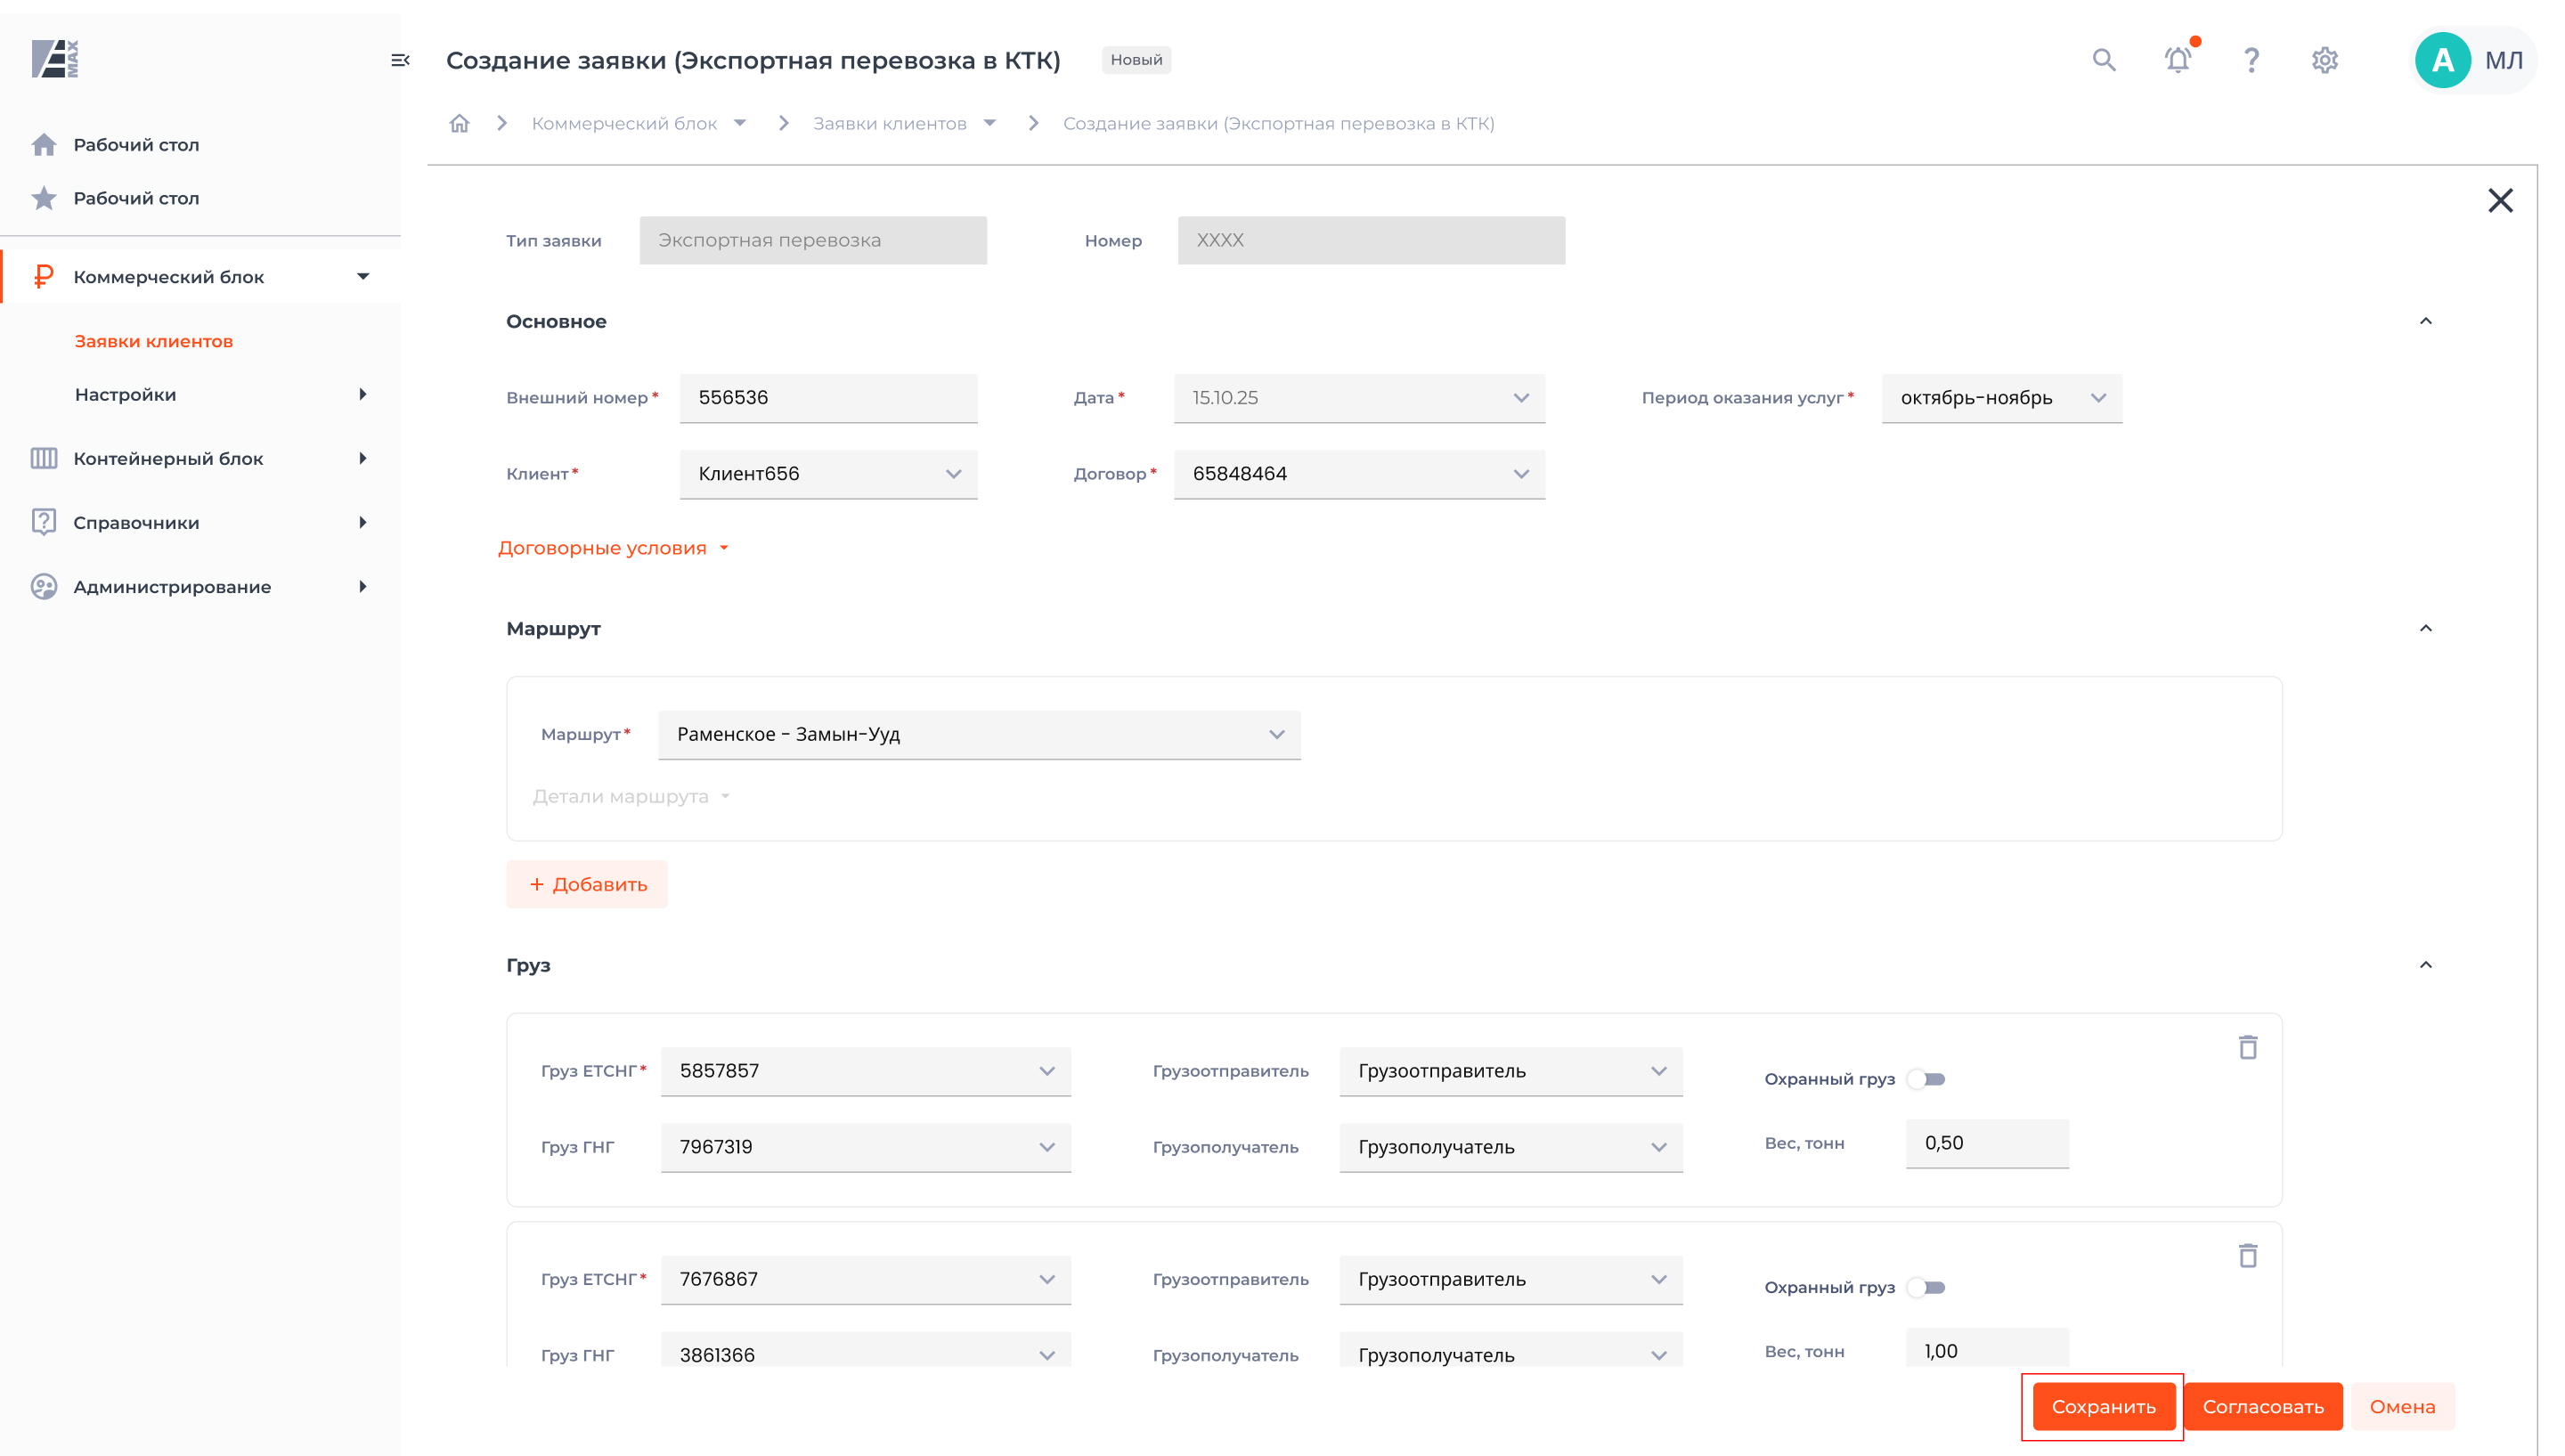 MAX
Создание заявки (Экспортная перевозка в КТК)
Новый
A
МЛ
Коммерческий блок
Заявки клиентов
Создание заявки (Экспортная перевозка в КТК)
Рабочий стол
Рабочий стол
Коммерческий блок
Заявки клиентов
Настройки
Контейнерный блок
Справочники
Администрирование
Тип заявки
Экспортная перевозка
Номер
XXXX
Основное
Внешний номер*
556536
Дата*
15.10.25
Период оказания услуг*
октябрь-ноябрь
Клиент*
Клиент656
Договор*
65848464
Договорные условия
Маршрут
Маршрут*
Раменское - Замын-Ууд
Детали маршрута
+ Добавить
Груз
Груз ЕТСНГ*
5857857
Грузоотправитель
Грузоотправитель
Охранный груз
Груз ГНГ
7967319
Грузополучатель
Грузополучатель
Вес, тонн
0,50
Груз ЕТСНГ*
7676867
Грузоотправитель
Грузоотправитель
Охранный груз
Груз ГНГ
3861366
Грузополучатель
Грузополучатель
Вес, тонн
1,00
Сохранить
Согласовать
Омена